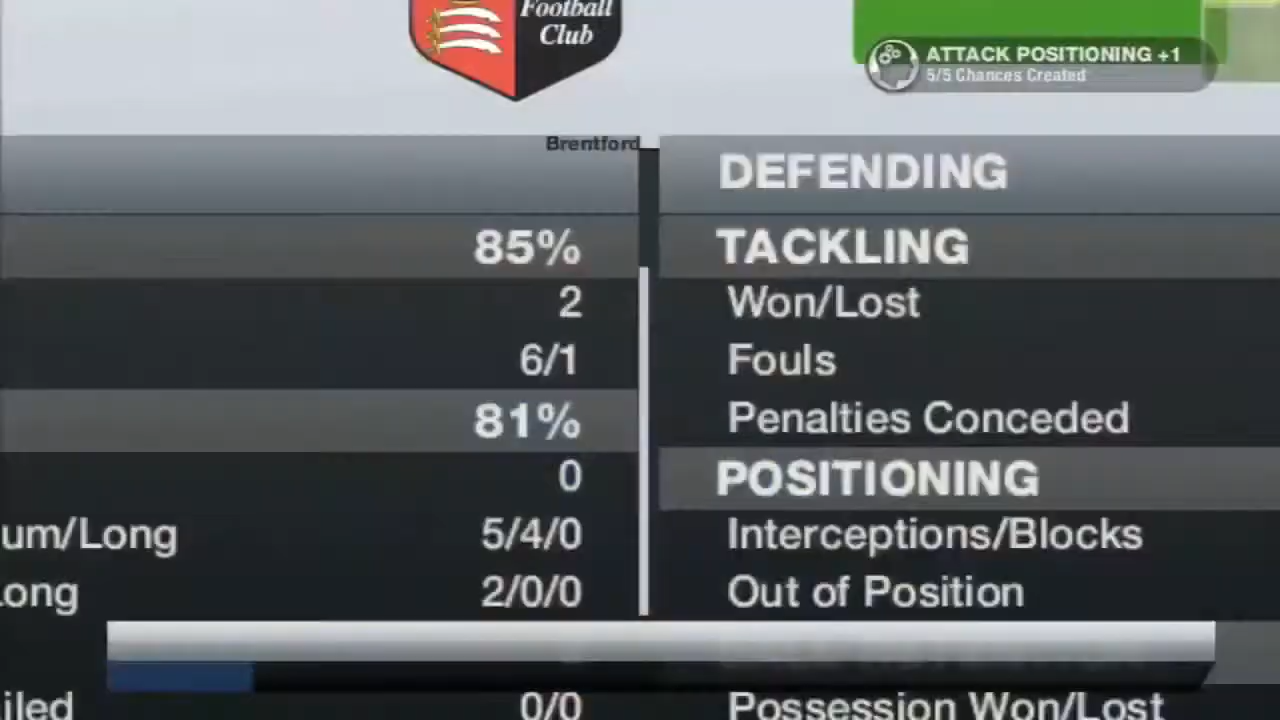 Football
Club
ATTACK POSITIONING +1
5/5 Chances Created
Brentford
DEFENDING
85%
TACKLING
2
Won/Lost
6/1
Fouls
81%
Penalties Conceded
0
POSITIONING
um/Long
5/4/0
Interceptions/Blocks
Long
2/0/0
Out of Position
iled
0/0
Possession Won/Lost